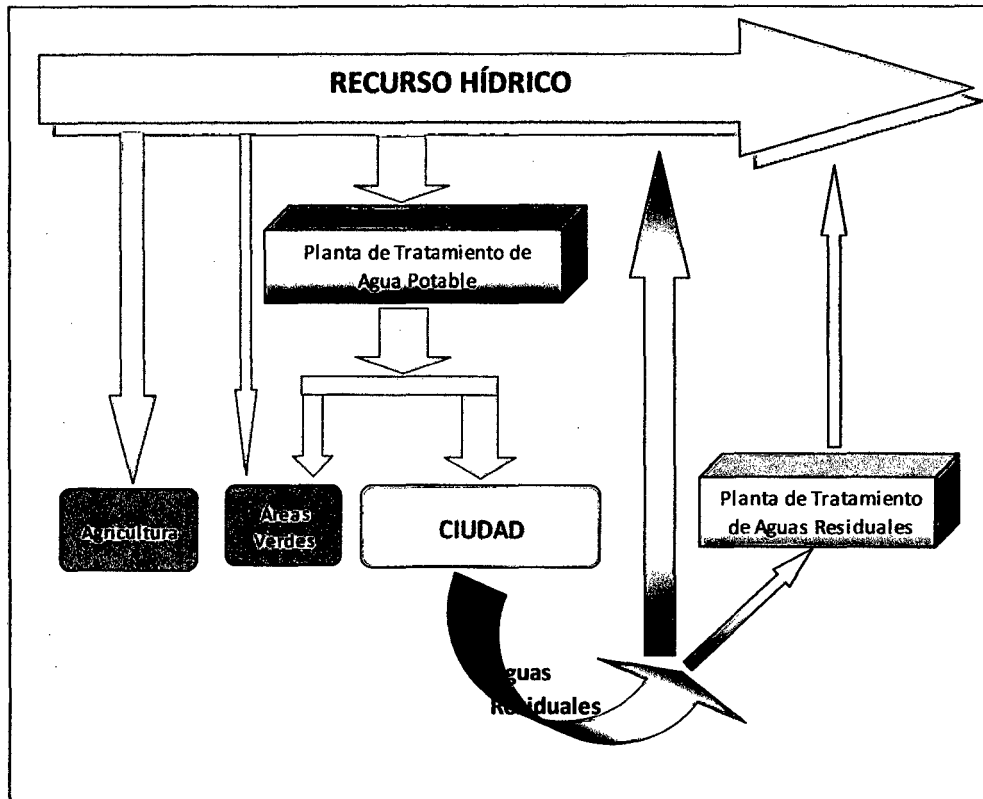 RECURSO HÍDRICO
Planta de Tratamiento de
Agua Potable
Agricultura
Áreas
Verdes
CIUDAD
Planta de Tratamiento
de Aguas Residuales
Aguas
Residuales